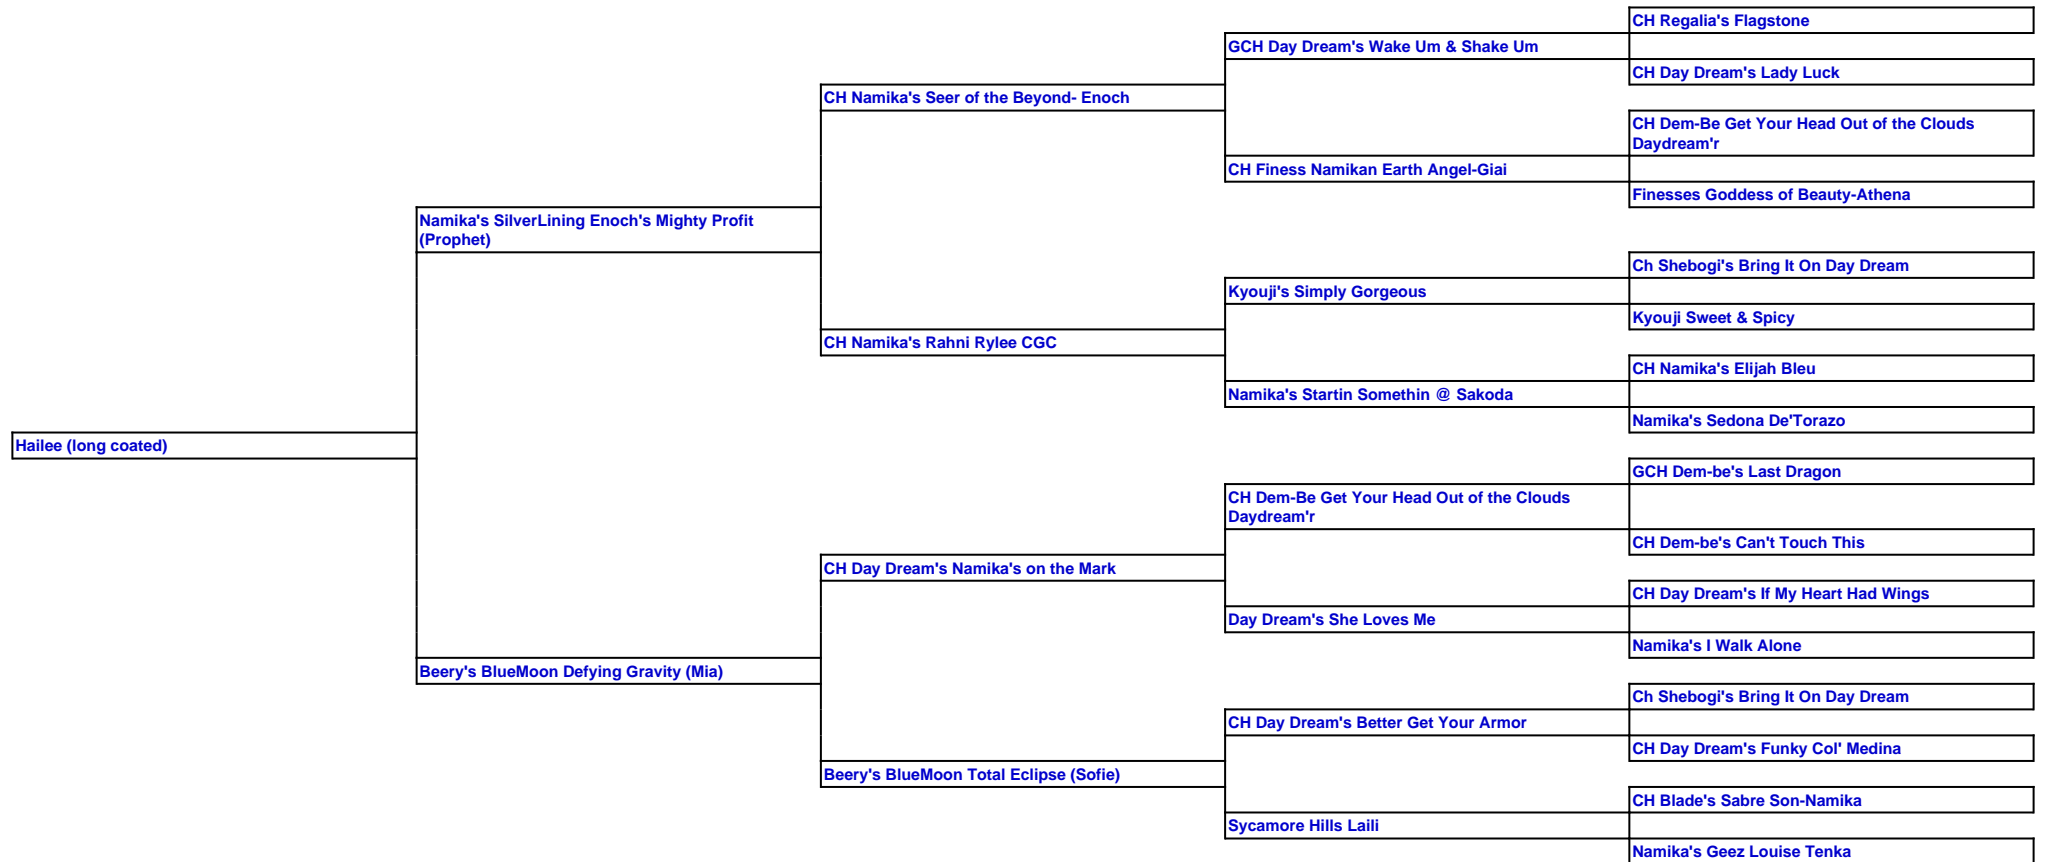 CH Regalia's Flagstone
GCH Day Dream's Wake Um & Shake Um
CH Day Dream's Lady Luck
CH Namika's Seer of the Beyond- Enoch
CH Dem-Be Get Your Head Out of the Clouds
Daydream'r
CH Finess Namikan Earth Angel-Giai
Finesses Goddess of Beauty-Athena
Namika's SilverLining Enoch's Mighty Profit
(Prophet)
Ch Shebogi's Bring It On Day Dream
Kyouji's Simply Gorgeous
Kyouji Sweet & Spicy
CH Namika's Rahni Rylee CGC
CH Namika's Elijah Bleu
Namika's Startin Somethin @ Sakoda
Namika's Sedona De'Torazo
Hailee (long coated)
GCH Dem-be's Last Dragon
CH Dem-Be Get Your Head Out of the Clouds
Daydream'r
CH Dem-be's Can't Touch This
CH Day Dream's Namika's on the Mark
CH Day Dream's If My Heart Had Wings
Day Dream's She Loves Me
Namika's I Walk Alone
Beery's BlueMoon Defying Gravity (Mia)
Ch Shebogi's Bring It On Day Dream
CH Day Dream's Better Get Your Armor
CH Day Dream's Funky Col' Medina
Beery's BlueMoon Total Eclipse (Sofie)
CH Blade's Sabre Son-Namika
Sycamore Hills Laili
Namika's Geez Louise Tenka